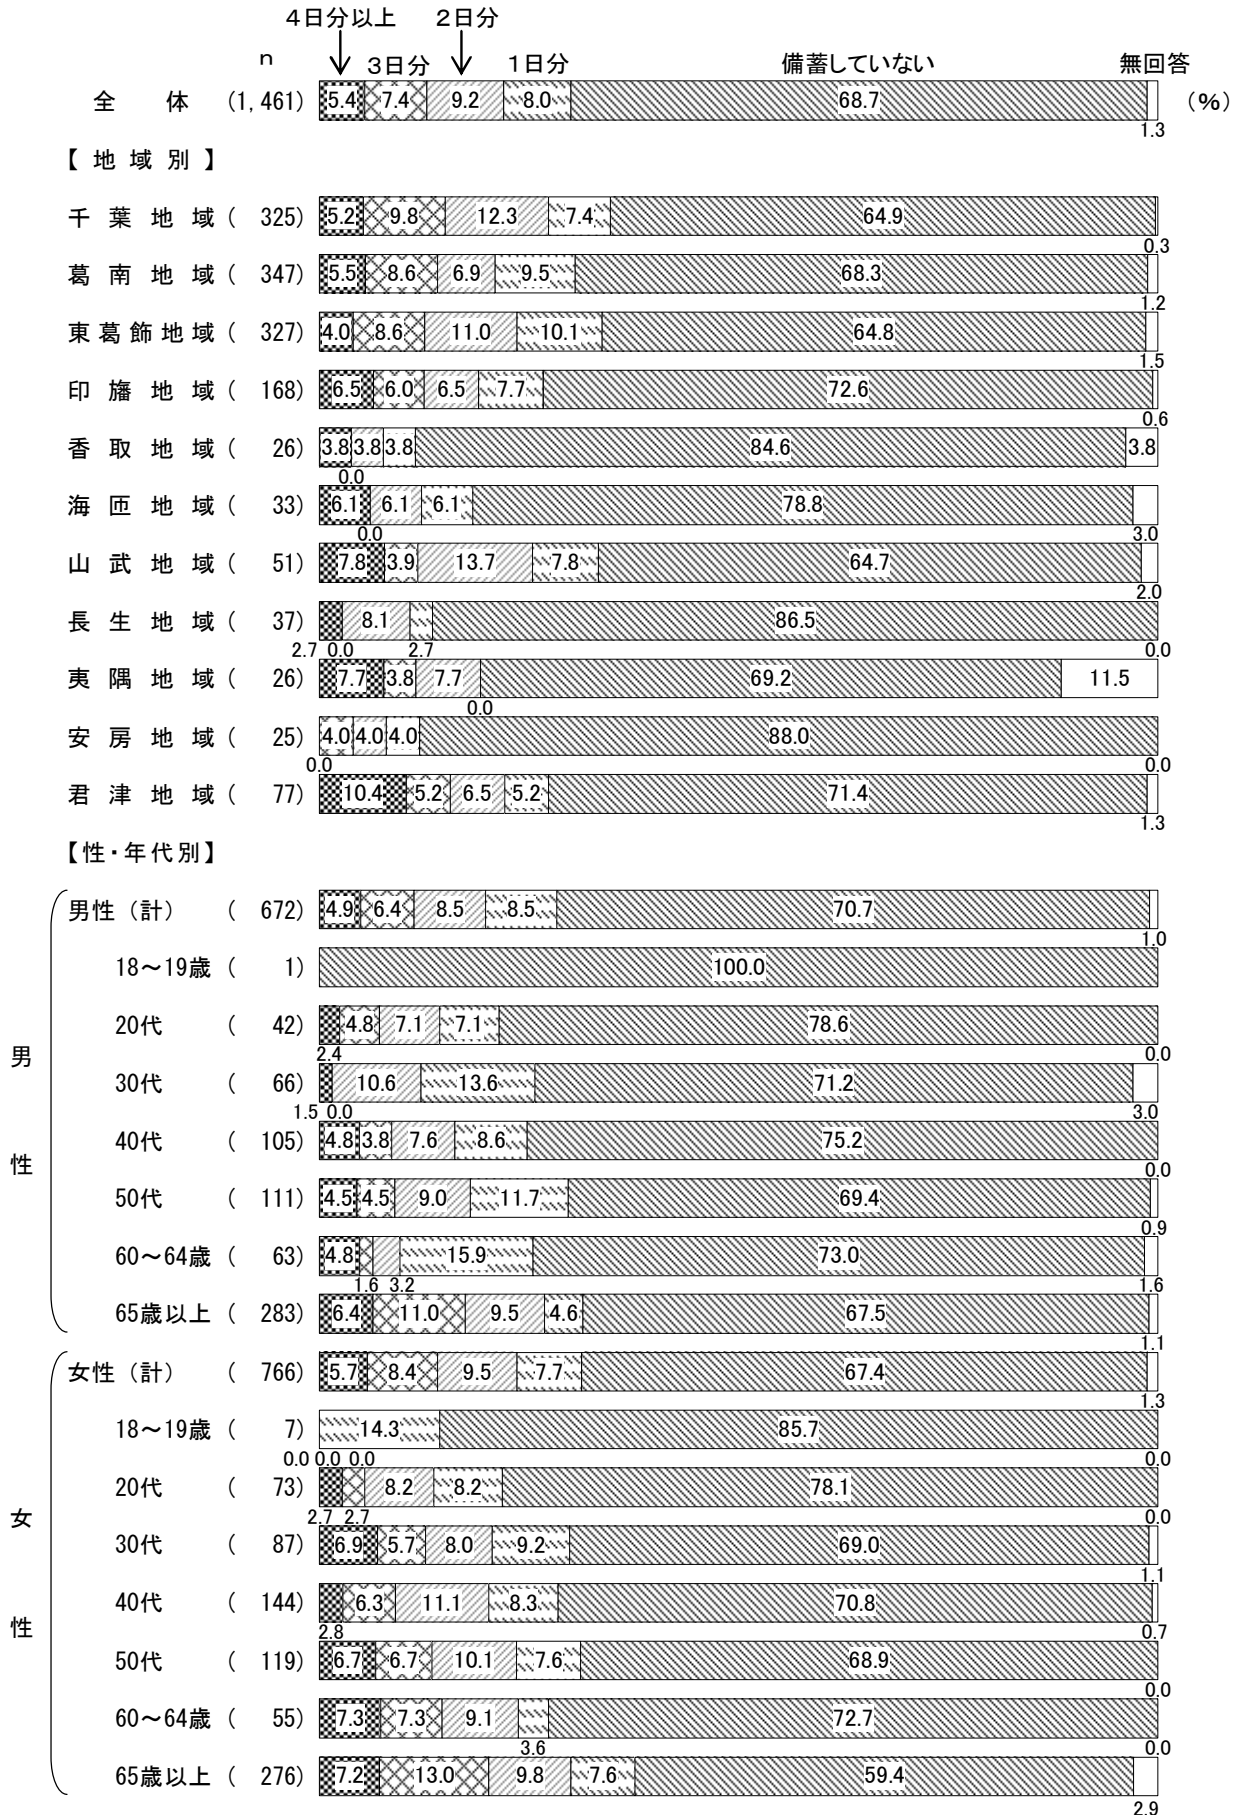 4日分以上 2日分
n 3日分 1日分 備蓄していない 無回答
全体 (1,461) 5.4 7.4 9.2 8.0 68.7 (%)
1.3
【地域別】
千葉地域( 325) 5.2 9.8 12.3 7.4 64.9
0.3
葛南地域( 347) 5.5 8.6 6.9 9.5 68.3
1.2
東葛飾地域( 327) 4.0 8.6 11.0 10.1 64.8
1.5
印旛地域( 168) 6.5 6.0 6.5 7.7 72.6
0.6
香取地域( 26) 3.8 3.8 3.8 84.6 3.8
0.0
海匝地域( 33) 6.1 6.1 6.1 78.8
0.0 3.0
山武地域( 51) 7.8 3.9 13.7 7.8 64.7
2.0
長生地域( 37) 8.1 86.5
2.7 0.0 2.7 0.0
夷隅地域( 26) 7.7 3.8 7.7 69.2 11.5
0.0
安房地域( 25) 4.0 4.0 4.0 88.0
0.0 0.0
君津地域( 77) 10.4 5.2 6.5 5.2 71.4
1.3
【性・年代別】
男性(計) ( 672) 4.9 6.4 8.5 8.5 70.7
1.0
18～19歳 ( 1) 100.0
20代 ( 42) 4.8 7.1 7.1 78.6
2.4 0.0
30代 ( 66) 10.6 13.6 71.2
1.5 0.0 3.0
40代 ( 105) 4.8 3.8 7.6 8.6 75.2
0.0
50代 ( 111) 4.5 4.5 9.0 11.7 69.4
0.9
60～64歳 ( 63) 4.8 15.9 73.0
1.6 3.2 1.6
65歳以上 ( 283) 6.4 11.0 9.5 4.6 67.5
1.1
男性
女性(計) ( 766) 5.7 8.4 9.5 7.7 67.4
1.3
18～19歳 ( 7) 14.3 85.7
0.0 0.0 0.0 0.0
20代 ( 73) 8.2 8.2 78.1
2.7 2.7 0.0
30代 ( 87) 6.9 5.7 8.0 9.2 69.0
1.1
40代 ( 144) 6.3 11.1 8.3 70.8
2.8 0.7
50代 ( 119) 6.7 6.7 10.1 7.6 68.9
0.0
60～64歳 ( 55) 7.3 7.3 9.1 72.7
3.6 0.0
65歳以上 ( 276) 7.2 13.0 9.8 7.6 59.4
2.9
女性